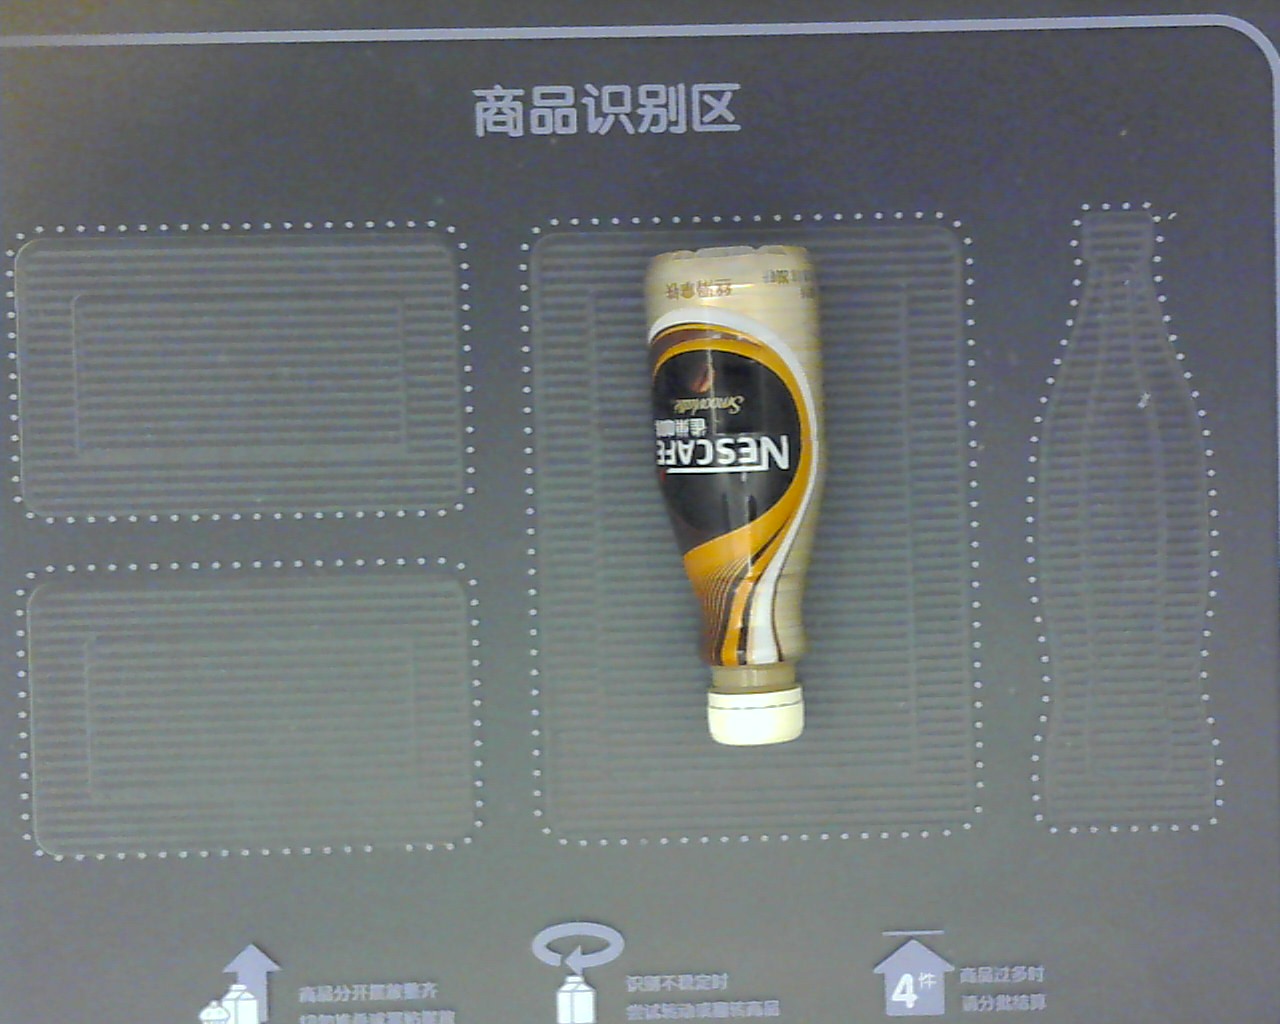 商品识别区
丝滑拿铁
Smoovlatté
雀巢咖啡
NESCAFÉ
商品分开摆放整齐
识别不稳定时
尝试转动或翻转商品
4件
商品过多时
请分批结算